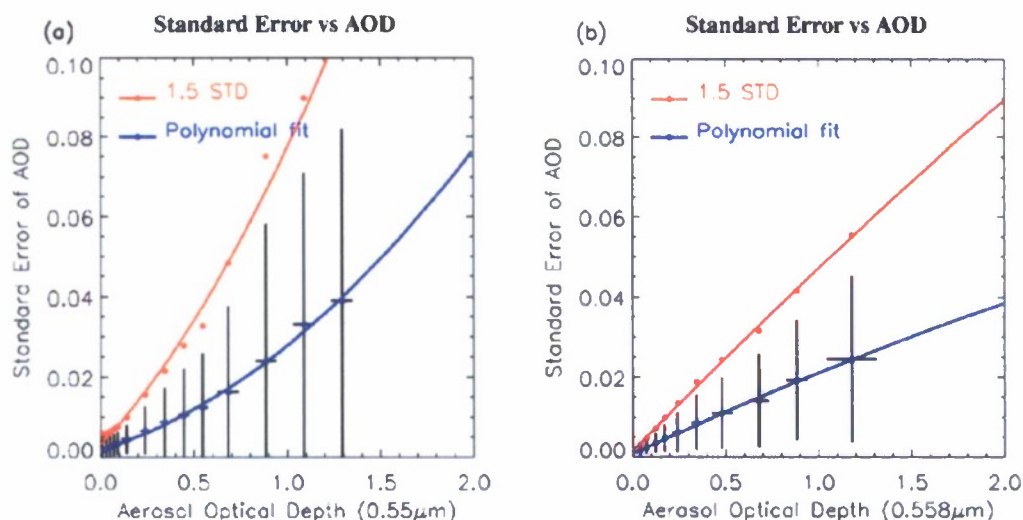 (a)
Standard Error vs AOD
1.5 STD
Polynomial fit
Standard Error of AOD
0.10
0.08
0.06
0.04
0.02
0.00
0.0 0.5 1.0 1.5 2.0
Aerosol Optical Depth (0.55μm)
(b)
Standard Error vs AOD
1.5 STD
Polynomial fit
Standard Error of AOD
0.10
0.08
0.06
0.04
0.02
0.00
0.0 0.5 1.0 1.5 2.0
Aerosol Optical Depth (0.558μm)